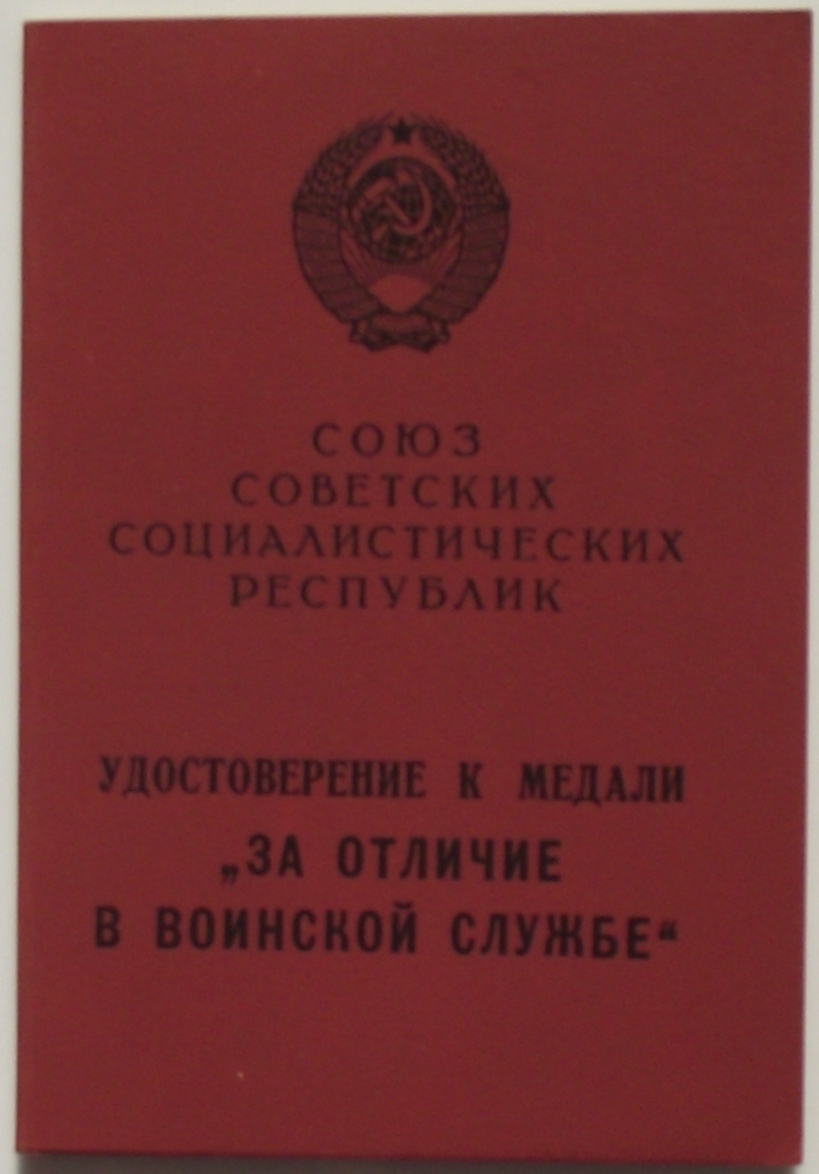 СОЮЗ
СОВЕТСКИХ
СОЦИАЛИСТИЧЕСКИХ
РЕСПУБЛИК
УДОСТОВЕРЕНИЕ К МЕДАЛИ
„ЗА ОТЛИЧИЕ
В ВОИНСКОЙ СЛУЖБЕ“